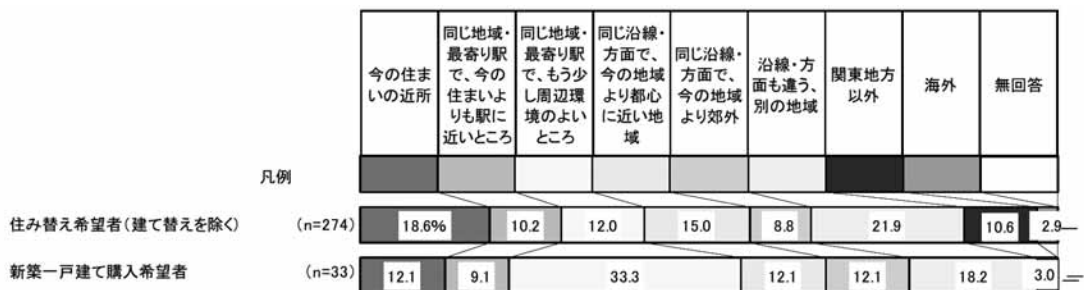 今の住ま
いの近所
同じ地域・
最寄り駅
で、今の
住まいよ
りも駅に
近いところ
同じ地域・
最寄り駅
で、もう少
し周辺環
境のよい
ところ
同じ沿線・
方面で、
今の地域
より都心
に近い地
域
同じ沿線・
方面で、
今の地域
より郊外
沿線・方
面も違う、
別の地域
関東地方
以外
海外
無回答
凡例
住み替え希望者(建て替えを除く) (n=274) 18.6% 10.2 12.0 15.0 8.8 21.9 10.6 2.9
新築一戸建て購入希望者 (n=33) 12.1 9.1 33.3 12.1 12.1 18.2 3.0